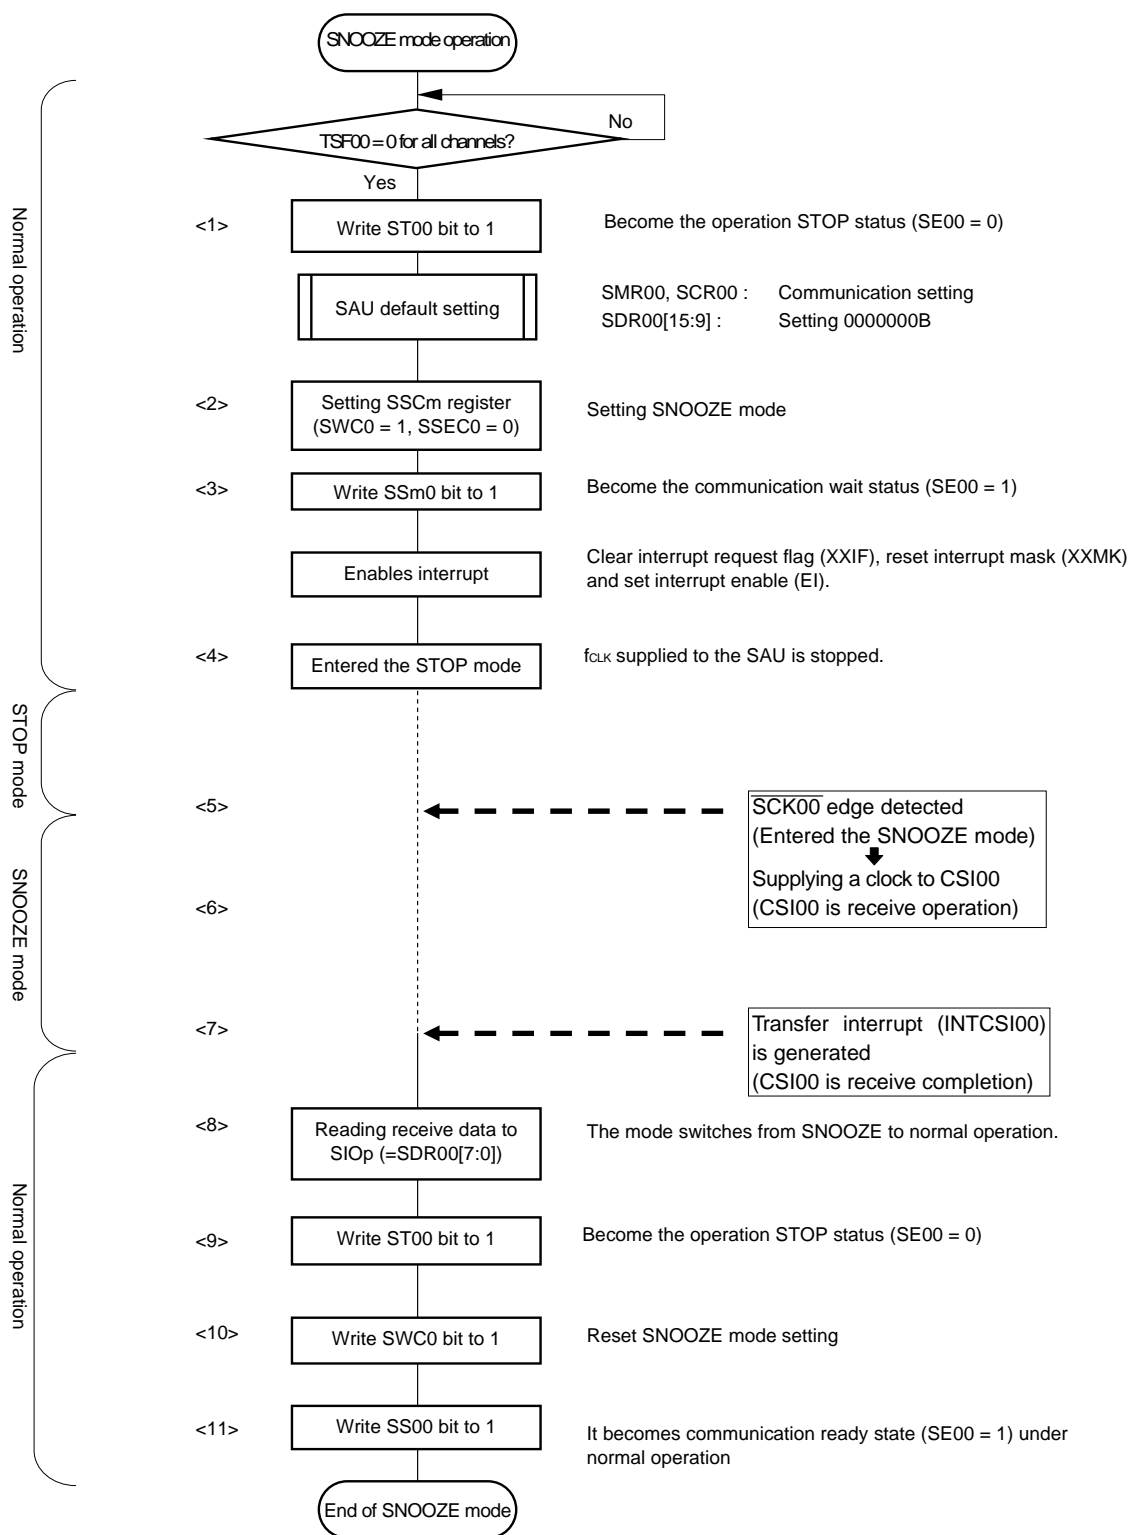 SNOOZE mode operation
TSF00 = 0 for all channels?
No
Yes
<1>
Write ST00 bit to 1
Become the operation STOP status (SE00 = 0)
SAU default setting
SMR00, SCR00 : Communication setting
SDR00[15:9] : Setting 0000000B
Normal operation
<2>
Setting SSCm register
(SWC0 = 1, SSEC0 = 0)
Setting SNOOZE mode
<3>
Write SSm0 bit to 1
Become the communication wait status (SE00 = 1)
Enables interrupt
Clear interrupt request flag (XXIF), reset interrupt mask (XXMK)
and set interrupt enable (EI).
<4>
Entered the STOP mode
fCLK supplied to the SAU is stopped.
STOP mode
<5>
SCK00 edge detected
(Entered the SNOOZE mode)
Supplying a clock to CSI00
(CSI00 is receive operation)
<6>
SNOOZE mode
<7>
Transfer interrupt (INTCSI00)
is generated
(CSI00 is receive completion)
<8>
Reading receive data to
SIOp (=SDR00[7:0])
The mode switches from SNOOZE to normal operation.
Normal operation
<9>
Write ST00 bit to 1
Become the operation STOP status (SE00 = 0)
<10>
Write SWC0 bit to 1
Reset SNOOZE mode setting
<11>
Write SS00 bit to 1
It becomes communication ready state (SE00 = 1) under
normal operation
End of SNOOZE mode